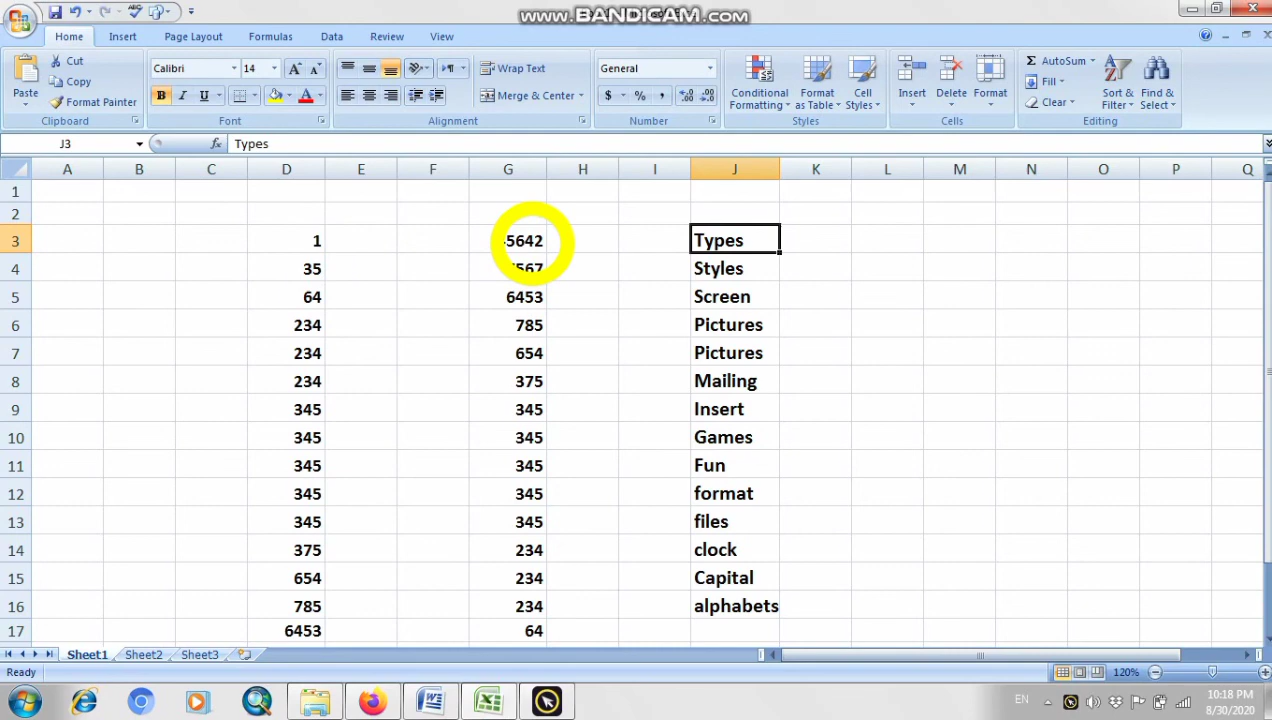 www.BANDICAM.com
Home Insert Page Layout Formulas Data Review View
Paste
Cut
Copy
Format Painter
Clipboard
Calibri 14
Font
Wrap Text
Merge & Center
Alignment
General
Number
Conditional Formatting
Format as Table
Cell Styles
Styles
Insert Delete Format
Cells
AutoSum
Fill
Clear
Sort & Filter
Find & Select
Editing
J3 fx Types
A B C D E F G H I J K L M N O P Q
1
2
3 1 5642 Types
4 35 567 Styles
5 64 6453 Screen
6 234 785 Pictures
7 234 654 Pictures
8 234 375 Mailing
9 345 345 Insert
10 345 345 Games
11 345 345 Fun
12 345 345 format
13 345 345 files
14 375 234 clock
15 654 234 Capital
16 785 234 alphabets
17 6453 64
Sheet1 Sheet2 Sheet3
Ready 120%
EN 10:18 PM
8/30/2020